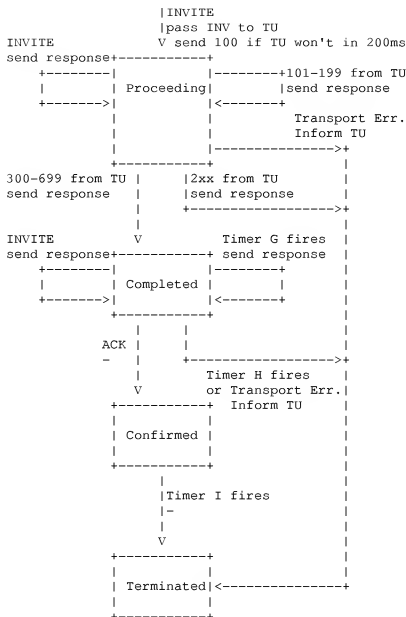 INVITE
pass INV to TU
INVITE V send 100 if TU won't in 200ms
send response
101-199 from TU
Proceeding send response
Transport Err.
Inform TU
300-699 from TU 2xx from TU
send response send response
INVITE V Timer G fires
send response send response
Completed
ACK
-
Timer H fires
V or Transport Err.
Inform TU
Confirmed
Timer I fires
-
V
Terminated